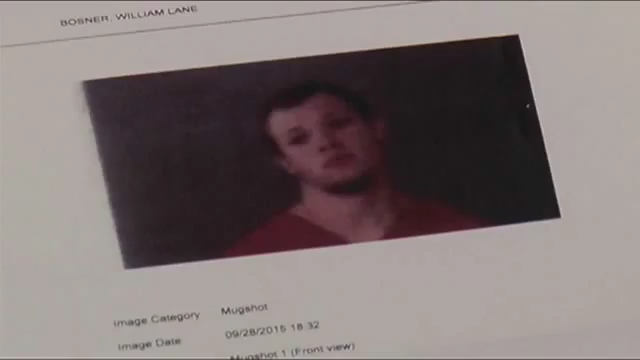 BOSNER, WILLIAM LANE
Image Category Mugshot
Image Date 09/28/2015 18:32
Mugshot 1 (Front view)